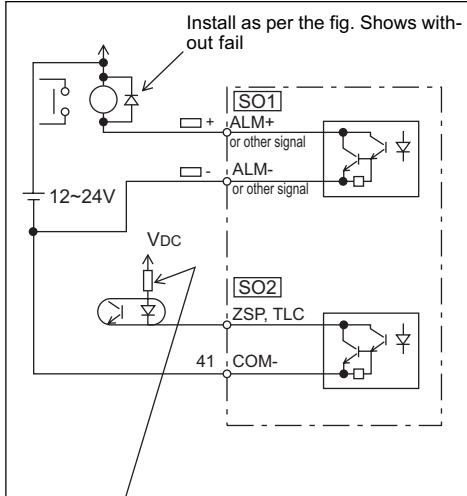 Install as per the fig. Shows with-
out fail
SO1
+ ALM+
or other signal
- ALM-
or other signal
12~24V
VDC
SO2
ZSP, TLC
41 COM-